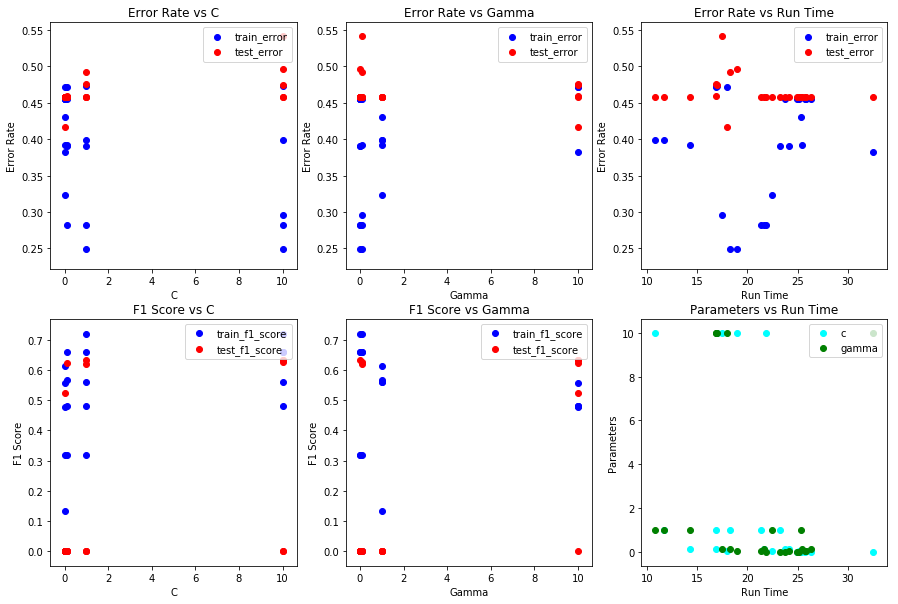 Error Rate vs C
Error Rate
0.55
0.50
0.45
0.40
0.35
0.30
0.25
train_error
test_error
0 2 4 6 8 10
C
Error Rate vs Gamma
Error Rate
0.55
0.50
0.45
0.40
0.35
0.30
0.25
train_error
test_error
0 2 4 6 8 10
Gamma
Error Rate vs Run Time
Error Rate
0.55
0.50
0.45
0.40
0.35
0.30
0.25
train_error
test_error
10 15 20 25 30
Run Time
F1 Score vs C
F1 Score
0.7
0.6
0.5
0.4
0.3
0.2
0.1
0.0
train_f1_score
test_f1_score
0 2 4 6 8 10
C
F1 Score vs Gamma
F1 Score
0.7
0.6
0.5
0.4
0.3
0.2
0.1
0.0
train_f1_score
test_f1_score
0 2 4 6 8 10
Gamma
Parameters vs Run Time
Parameters
10
8
6
4
2
0
c
gamma
10 15 20 25 30
Run Time